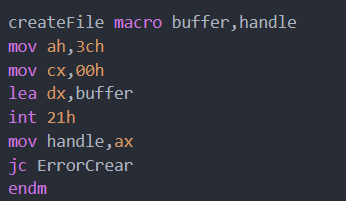 createFile macro buffer,handle
mov ah,3ch
mov cx,00h
lea dx,buffer
int 21h
mov handle,ax
jc ErrorCrear
endm